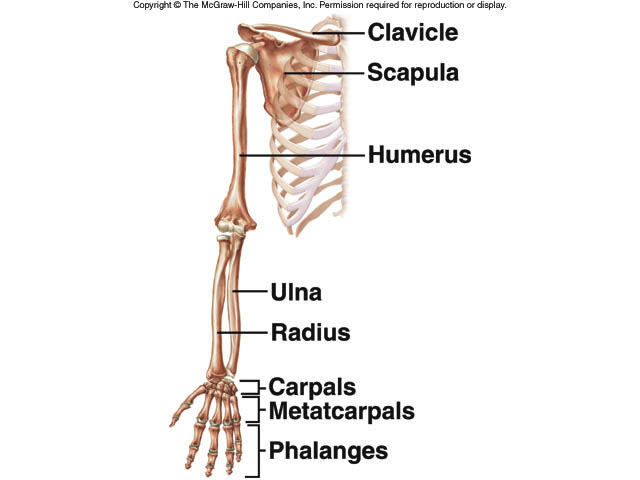 Copyright © The McGraw-Hill Companies, Inc. Permission required for reproduction or display.
Clavicle
Scapula
Humerus
Ulna
Radius
Carpals
Metatcarpals
Phalanges